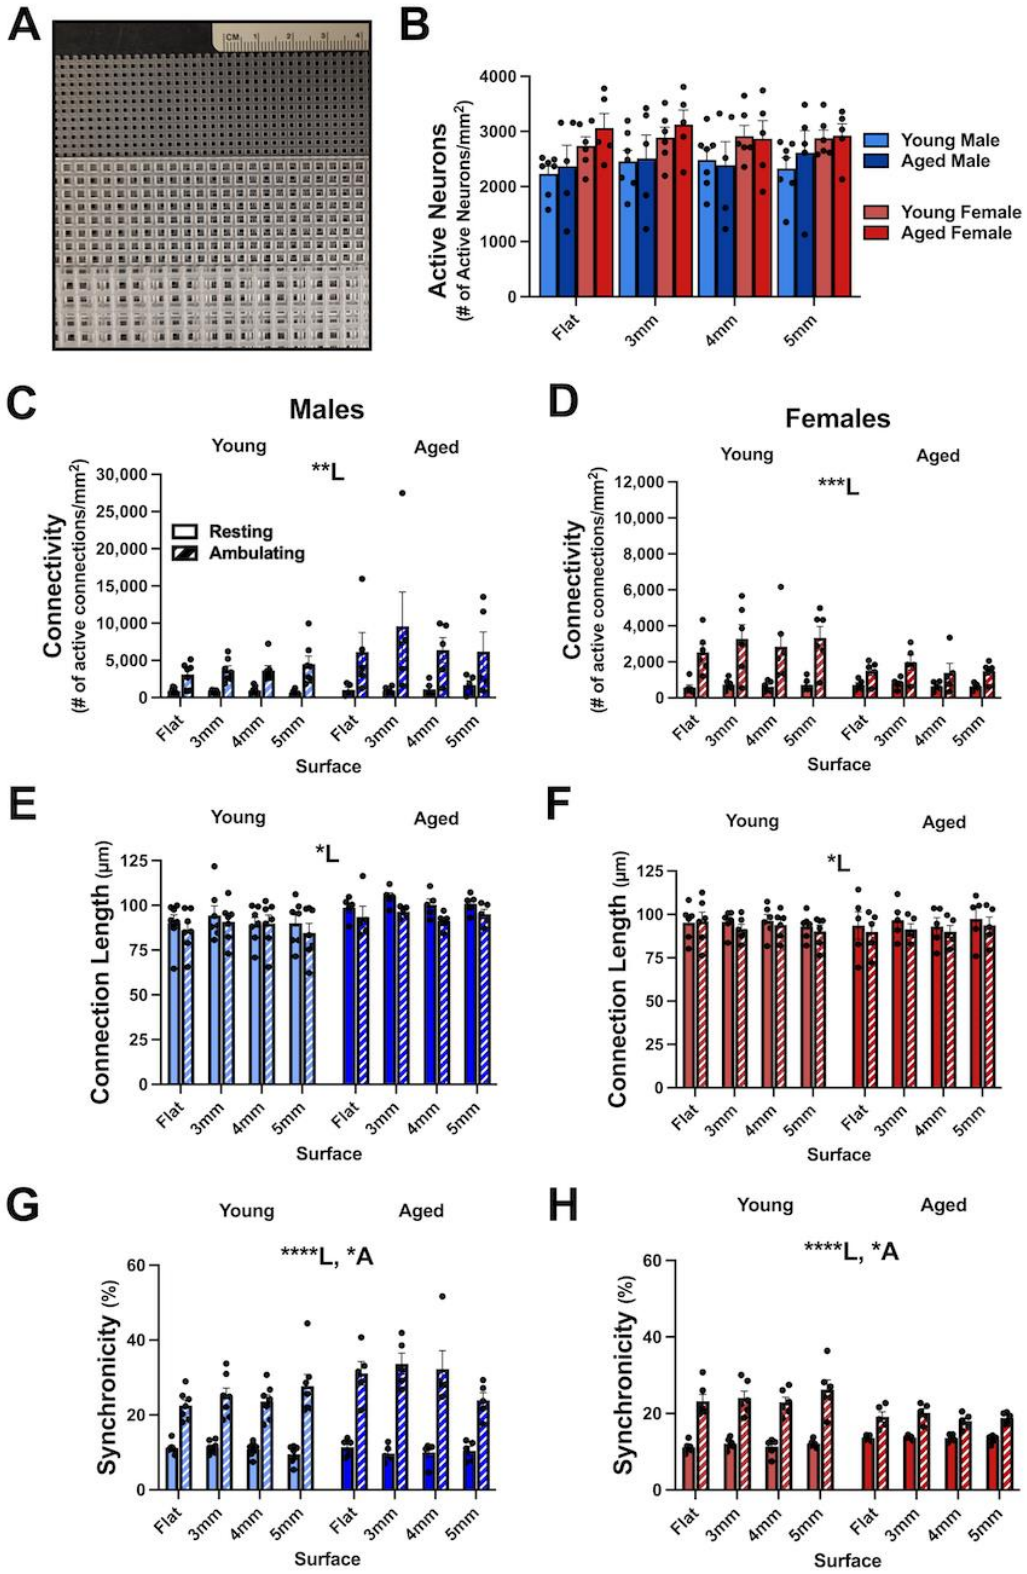 A
CM 1 2 3 4
B
Active Neurons
(# of Active Neurons/mm²)
4000
3000
2000
1000
0
Flat
3mm
4mm
5mm
Young Male
Aged Male
Young Female
Aged Female
C
Males
Young
Aged
**L
Connectivity
(# of active connections/mm²)
30,000
25,000
20,000
15,000
10,000
5,000
0
Resting
Ambulating
Flat
3mm
4mm
5mm
Flat
3mm
4mm
5mm
Surface
D
Females
Young
Aged
***L
Connectivity
(# of active connections/mm²)
12,000
10,000
8,000
6,000
4,000
2,000
0
Flat
3mm
4mm
5mm
Flat
3mm
4mm
5mm
Surface
E
Young
Aged
*L
Connection Length (μm)
125
100
75
50
25
0
Flat
3mm
4mm
5mm
Flat
3mm
4mm
5mm
Surface
F
Young
Aged
*L
Connection Length (μm)
125
100
75
50
25
0
Flat
3mm
4mm
5mm
Flat
3mm
4mm
5mm
Surface
G
Young
Aged
****L, *A
Synchronicity (%)
60
40
20
0
Flat
3mm
4mm
5mm
Flat
3mm
4mm
5mm
Surface
H
Young
Aged
****L, *A
Synchronicity (%)
60
40
20
0
Flat
3mm
4mm
5mm
Flat
3mm
4mm
5mm
Surface